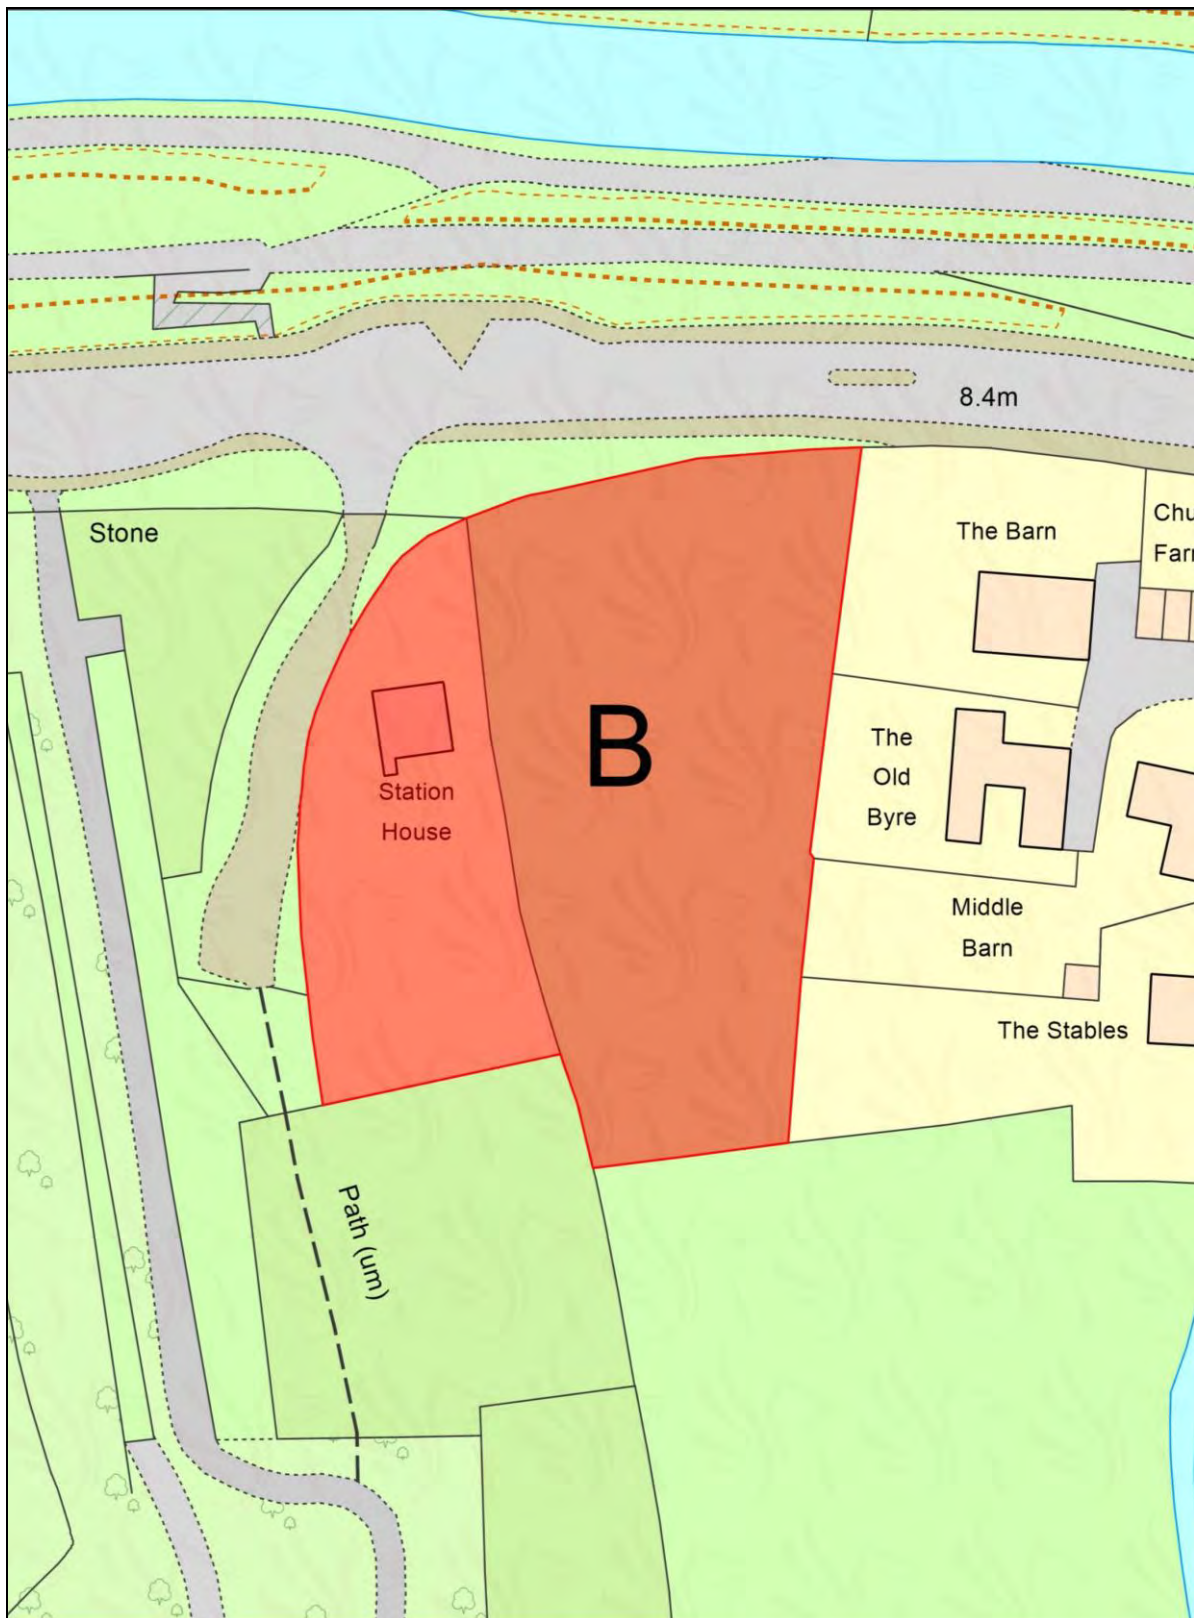 8.4m
Stone
The Barn
Chu
Farr
B
Station
House
The
Old
Byre
Middle
Barn
The Stables
Path (um)